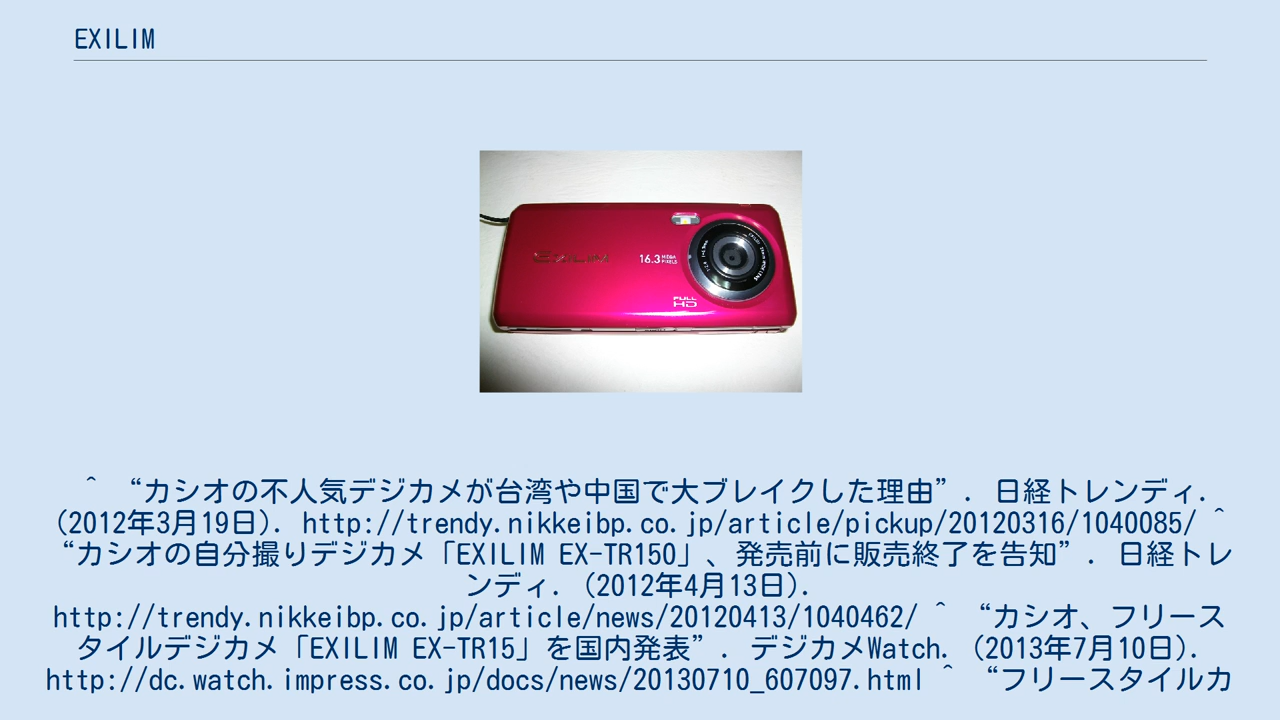 EXILIM
EXILIM
16.3 MEGA PIXELS
FULL HD
^ “カシオの不人気デジカメが台湾や中国で大ブレイクした理由”. 日経トレンディ.
(2012年3月19日). http://trendy.nikkeibp.co.jp/article/pickup/20120316/1040085/ ^
“カシオの自分撮りデジカメ「EXILIM EX-TR150」、発売前に販売終了を告知”. 日経トレ
ンディ. (2012年4月13日).
http://trendy.nikkeibp.co.jp/article/news/20120413/1040462/ ^ “カシオ、フリース
タイルデジカメ「EXILIM EX-TR15」を国内発表”. デジカメWatch. (2013年7月10日).
http://dc.watch.impress.co.jp/docs/news/20130710_607097.html ^ “フリースタイルカ